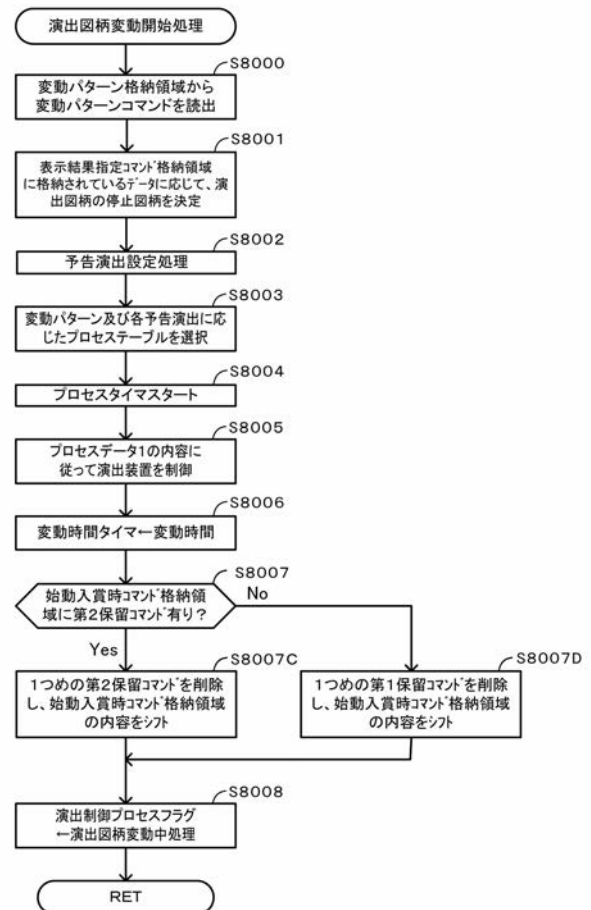 演出図柄変動開始処理
S8000
変動パターン格納領域から
変動パターンコマンドを読出
S8001
表示結果指定コマンド格納領域
に格納されているデータに応じて、演
出図柄の停止図柄を決定
S8002
予告演出設定処理
S8003
変動パターン及び各予告演出に応
じたプロセステーブルを選択
S8004
プロセスタイマスタート
S8005
プロセスデータ1の内容に
従って演出装置を制御
S8006
変動時間タイマ←変動時間
S8007
始動入賞時コマンド格納領
域に第2保留コマンド有り?
No
Yes
S8007C
1つめの第2保留コマンドを削除
し、始動入賞時コマンド格納領域
の内容をシフト
S8007D
1つめの第1保留コマンドを削除
し、始動入賞時コマンド格納領域
の内容をシフト
S8008
演出制御プロセスフラグ
←演出図柄変動中処理
RET